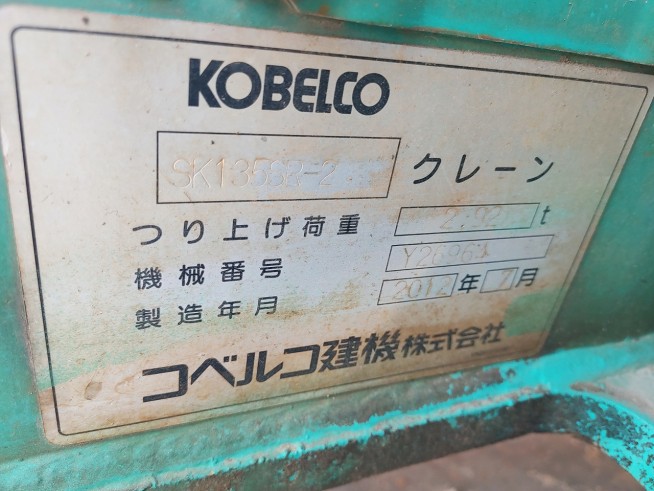 KOBELCO
SK135SR-2 クレーン
つり上げ荷重 2.92 t
機械番号
製造年月 2012 年 7 月
コベルコ建機株式会社